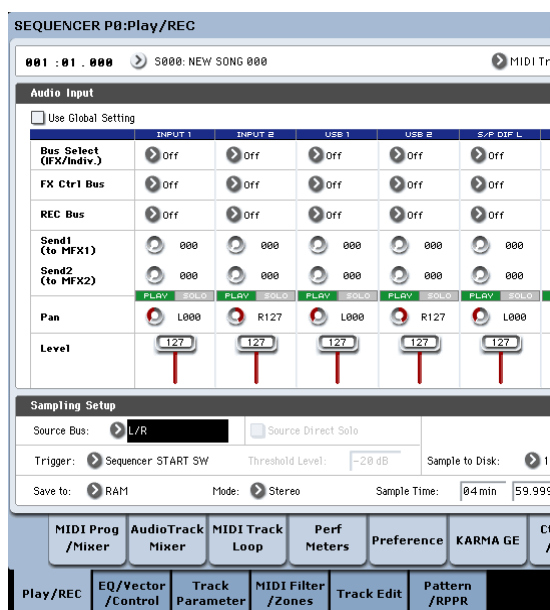 SEQUENCER P0:Play/REC
001 :01 . 000 S000: NEW SONG 000 MIDI Tr
Audio Input
Use Global Setting
INPUT 1 INPUT 2 USB 1 USB 2 S/P DIF L
Bus Select (IFX/Indiv.) Off Off Off Off Off
FX Ctrl Bus Off Off Off Off Off
REC Bus Off Off Off Off Off
Send1 (to MFX1) 000 000 000 000 000
Send2 (to MFX2) 000 000 000 000 000
PLAY SOLO PLAY SOLO PLAY SOLO PLAY SOLO PLAY SOLO
Pan L000 R127 L000 R127 L000
Level 127 127 127 127 127
Sampling Setup
Source Bus: L/R Source Direct Solo
Trigger: Sequencer START SW Threshold Level: -20 dB Sample to Disk: 1
Save to: RAM Mode: Stereo Sample Time: 04 min 59.999
MIDI Prog /Mixer AudioTrack Mixer MIDI Track Loop Perf Meters Preference KARMA GE
Play/REC EQ/Vector /Control Track Parameter MIDI Filter /Zones Track Edit Pattern /RPPR